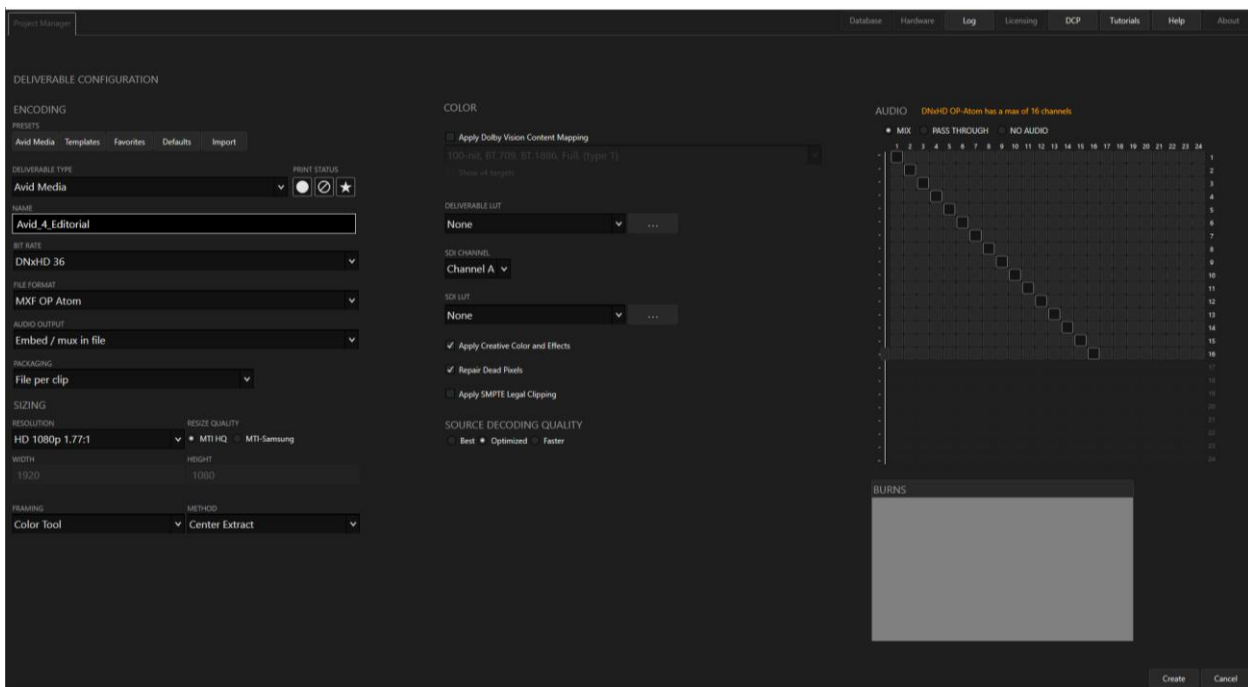 Project Manager
Database Hardware Log Licensing DCP Tutorials Help About
DELIVERABLE CONFIGURATION
ENCODING
PRESETS
Avid Media Templates Favorites Defaults Import
DELIVERABLE TYPE PRINT STATUS
Avid Media
NAME
Avid_4_Editorial
BIT RATE
DNxHD 36
FILE FORMAT
MXF OP Atom
AUDIO OUTPUT
Embed / mux in file
PACKAGING
File per clip
SIZING
RESOLUTION RESIZE QUALITY
HD 1080p 1.77:1 MTI HQ MTI-Samsung
WIDTH HEIGHT
1920 1080
FRAMING METHOD
Color Tool Center Extract
COLOR
Apply Dolby Vision Content Mapping
100-nit, BT.709, BT.1886, Full (type 1)
Show all targets
DELIVERABLE LUT
None ...
SDI CHANNEL
Channel A
SDI LUT
None ...
Apply Creative Color and Effects
Repair Dead Pixels
Apply SMPTE Legal Clipping
SOURCE DECODING QUALITY
Best Optimized Faster
AUDIO DNxHD OP-Atom has a max of 16 channels
MIX PASS THROUGH NO AUDIO
1 2 3 4 5 6 7 8 9 10 11 12 13 14 15 16 17 18 19 20 21 22 23 24
1
2
3
4
5
6
7
8
9
10
11
12
13
14
15
16
17
18
19
20
21
22
23
24
BURNS
Create Cancel